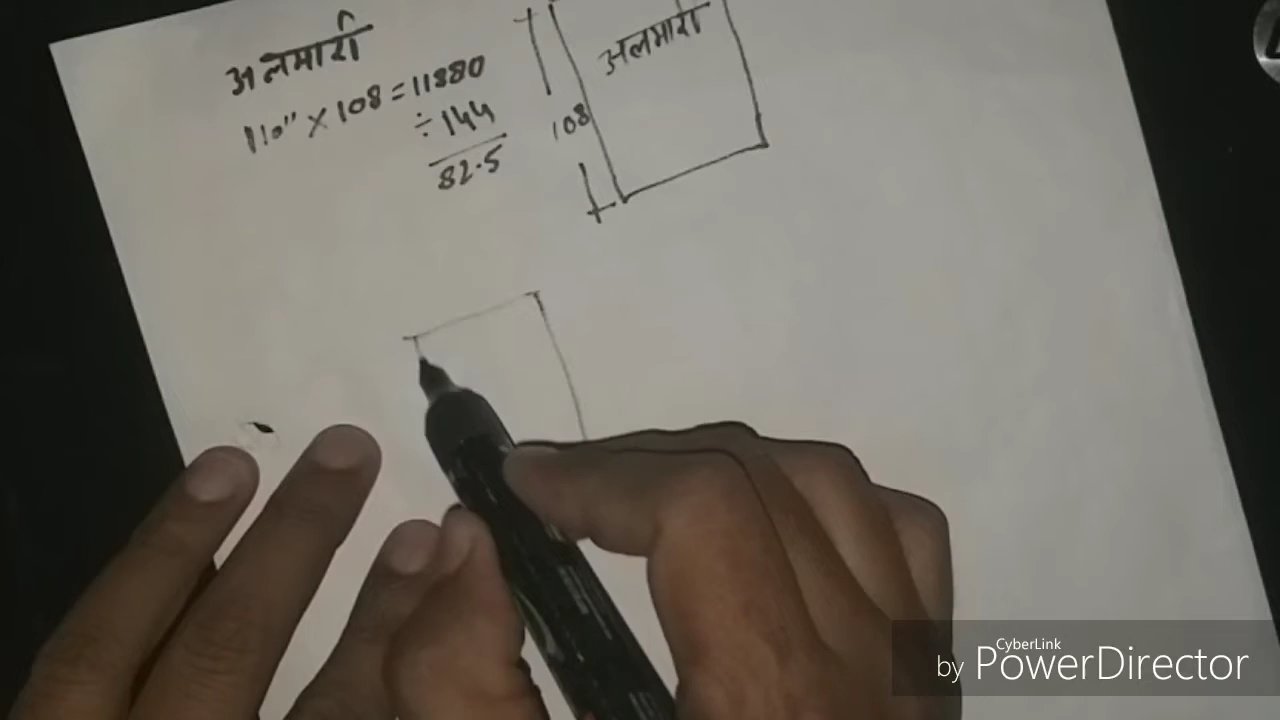 अलमारी
110" × 108 = 11880
÷ 144
82.5
अलमारी
108
CyberLink
by PowerDirector